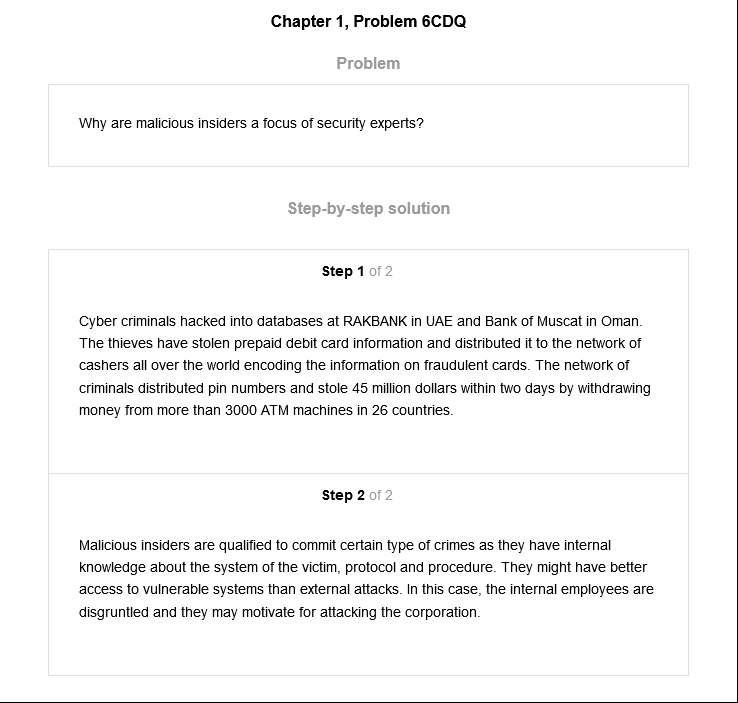 Chapter 1, Problem 6CDQ
Problem
Why are malicious insiders a focus of security experts?
Step-by-step solution
Step 1 of 2
Cyber criminals hacked into databases at RAKBANK in UAE and Bank of Muscat in Oman.
The thieves have stolen prepaid debit card information and distributed it to the network of
cashers all over the world encoding the information on fraudulent cards. The network of
criminals distributed pin numbers and stole 45 million dollars within two days by withdrawing
money from more than 3000 ATM machines in 26 countries.
Step 2 of 2
Malicious insiders are qualified to commit certain type of crimes as they have internal
knowledge about the system of the victim, protocol and procedure. They might have better
access to vulnerable systems than external attacks. In this case, the internal employees are
disgruntled and they may motivate for attacking the corporation.